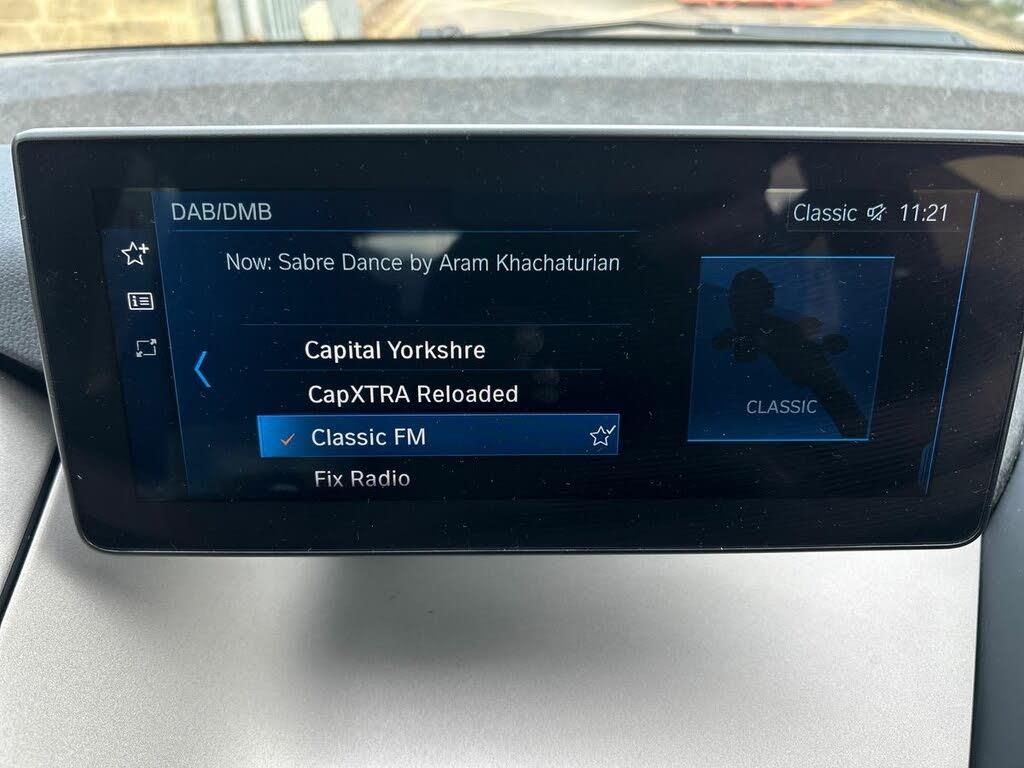 DAB/DMB
Classic 11:21
Now: Sabre Dance by Aram Khachaturian
Capital Yorkshre
CapXTRA Reloaded
Classic FM
Fix Radio
CLASSIC